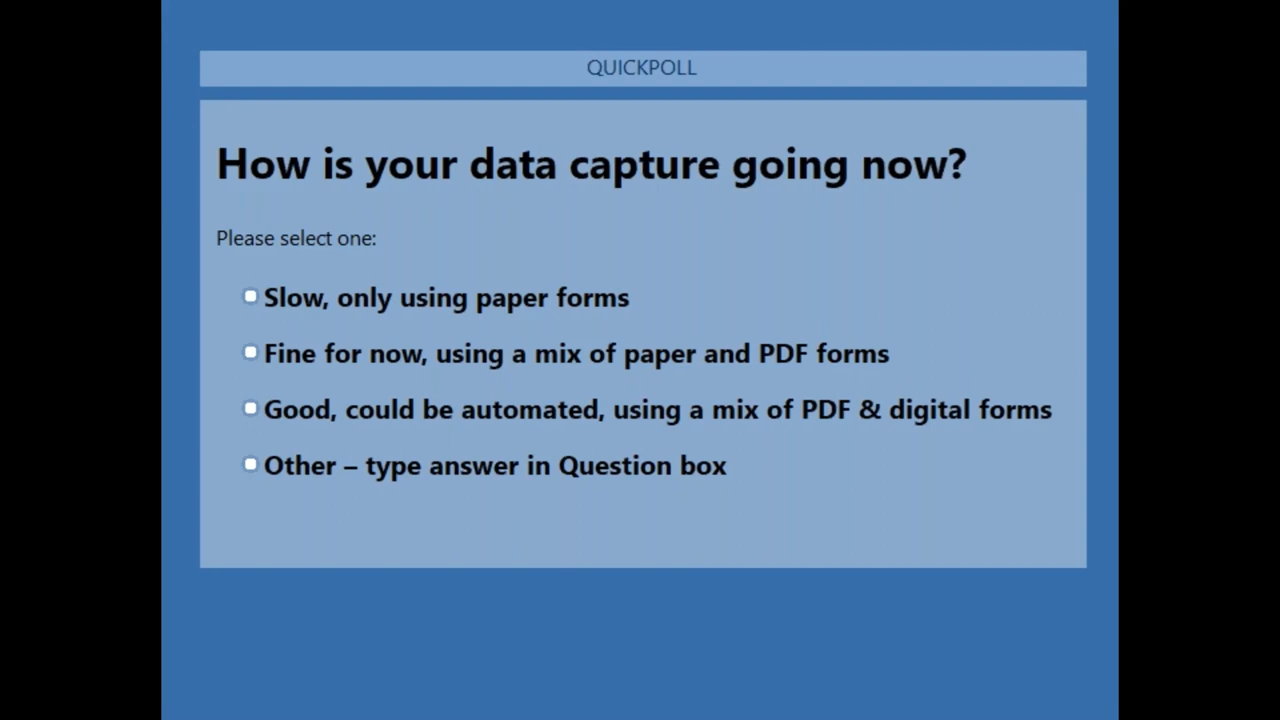 QUICKPOLL
How is your data capture going now?
Please select one:
Slow, only using paper forms
Fine for now, using a mix of paper and PDF forms
Good, could be automated, using a mix of PDF & digital forms
Other – type answer in Question box